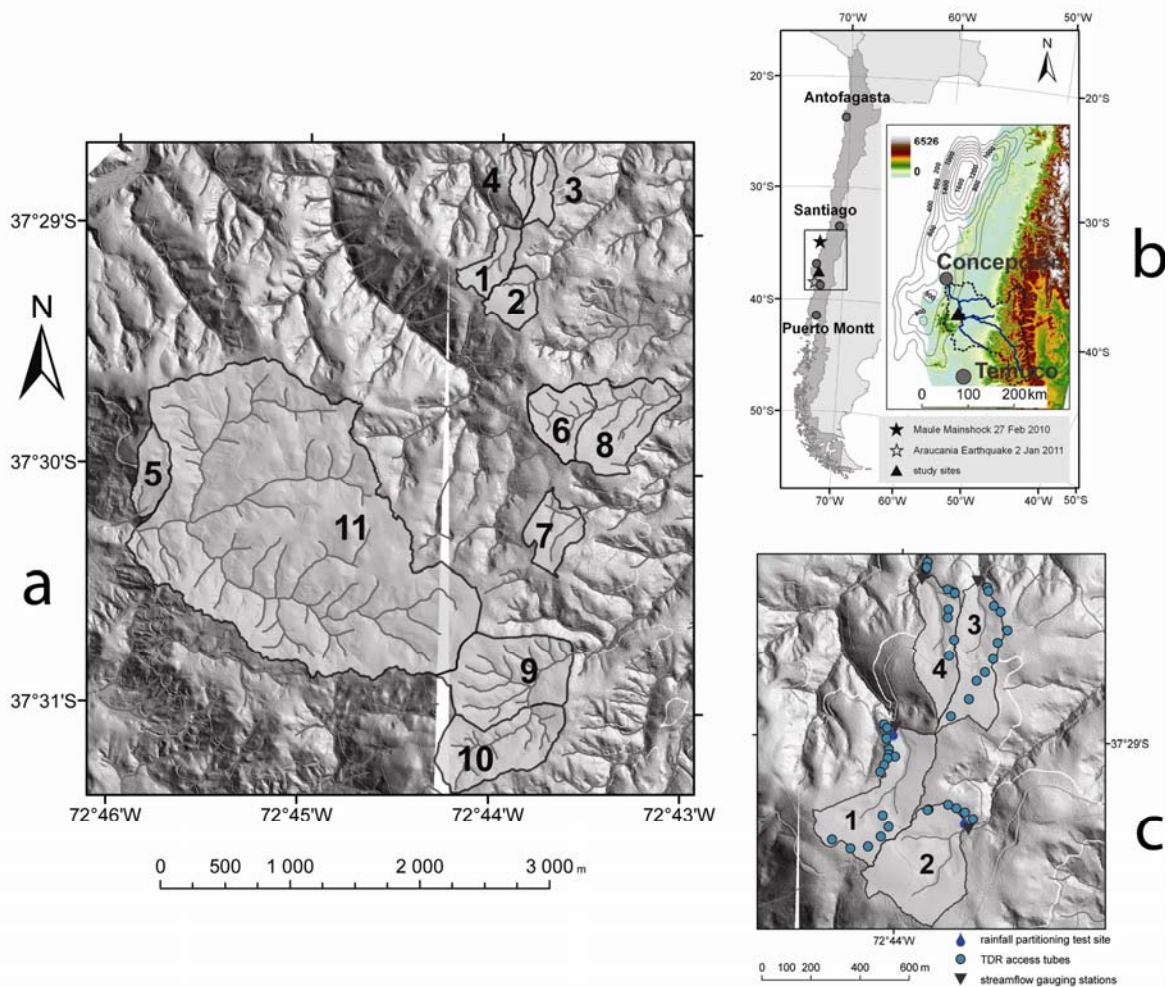 a
N
37°29'S
37°30'S
37°31'S
4
3
1
2
6
8
5
11
7
9
10
72°46'W
72°45'W
72°44'W
72°43'W
0 500 1 000 2 000 3 000 m
b
70°W 60°W 50°W
N
20°S
20°S
Antofagasta
30°S
30°S
Santiago
40°S
40°S
Puerto Montt
50°S
6526
0
Concepción
Temuco
0 100 200 km
★ Maule Mainshock 27 Feb 2010
☆ Araucania Earthquake 2 Jan 2011
▲ study sites
70°W 60°W 50°W 40°W 50°S
c
3
4
1
2
37°29'S
72°44'W
rainfall partitioning test site
TDR access tubes
streamflow gauging stations
0 100 200 400 600 m